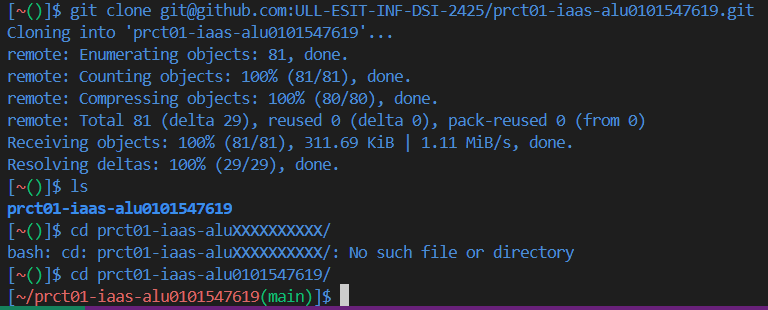 [~()]$ git clone git@github.com:ULL-ESIT-INF-DSI-2425/prct01-iaas-alu0101547619.git
Cloning into 'prct01-iaas-alu0101547619'...
remote: Enumerating objects: 81, done.
remote: Counting objects: 100% (81/81), done.
remote: Compressing objects: 100% (80/80), done.
remote: Total 81 (delta 29), reused 0 (delta 0), pack-reused 0 (from 0)
Receiving objects: 100% (81/81), 311.69 KiB | 1.11 MiB/s, done.
Resolving deltas: 100% (29/29), done.
[~()]$ ls
prct01-iaas-alu0101547619
[~()]$ cd prct01-iaas-aluXXXXXXXXXX/
bash: cd: prct01-iaas-aluXXXXXXXXXX/: No such file or directory
[~()]$ cd prct01-iaas-alu0101547619/
[~/prct01-iaas-alu0101547619(main)]$